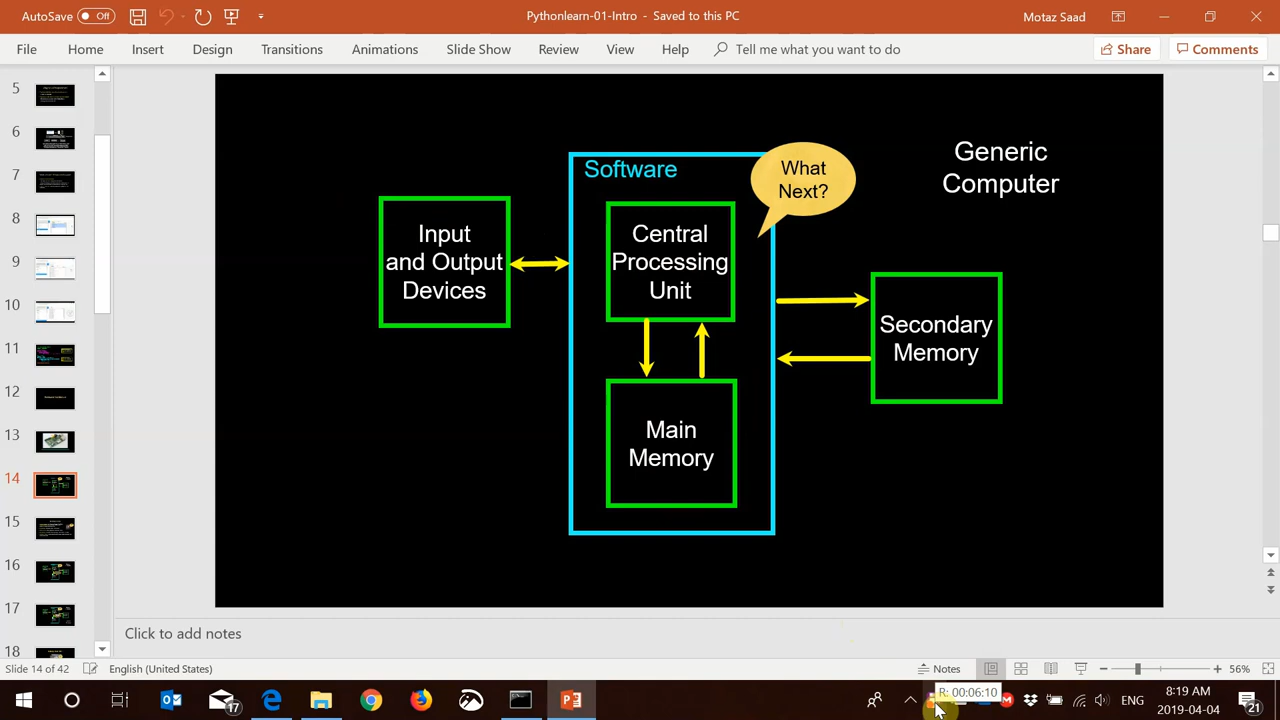 AutoSave Off
Pythonlearn-01-Intro - Saved to this PC
Motaz Saad
File Home Insert Design Transitions Animations Slide Show Review View Help Tell me what you want to do Share Comments
5
6
7
8
9
10
1
12
13
14
15
16
17
18
Generic
Computer
Software
What
Next?
Input
and Output
Devices
Central
Processing
Unit
Secondary
Memory
Main
Memory
Click to add notes
Slide 14 of 42 English (United States) Notes 56%
R: 00:06:10
17
ENG
8:19 AM
2019-04-04
21